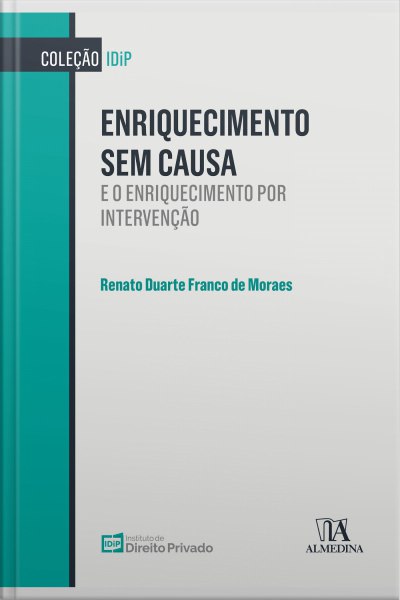 COLEÇÃO IDiP
ENRIQUECIMENTO
SEM CAUSA
E O ENRIQUECIMENTO POR
INTERVENÇÃO
Renato Duarte Franco de Moraes
IDiP
Instituto de
Direito Privado
ALMEDINA